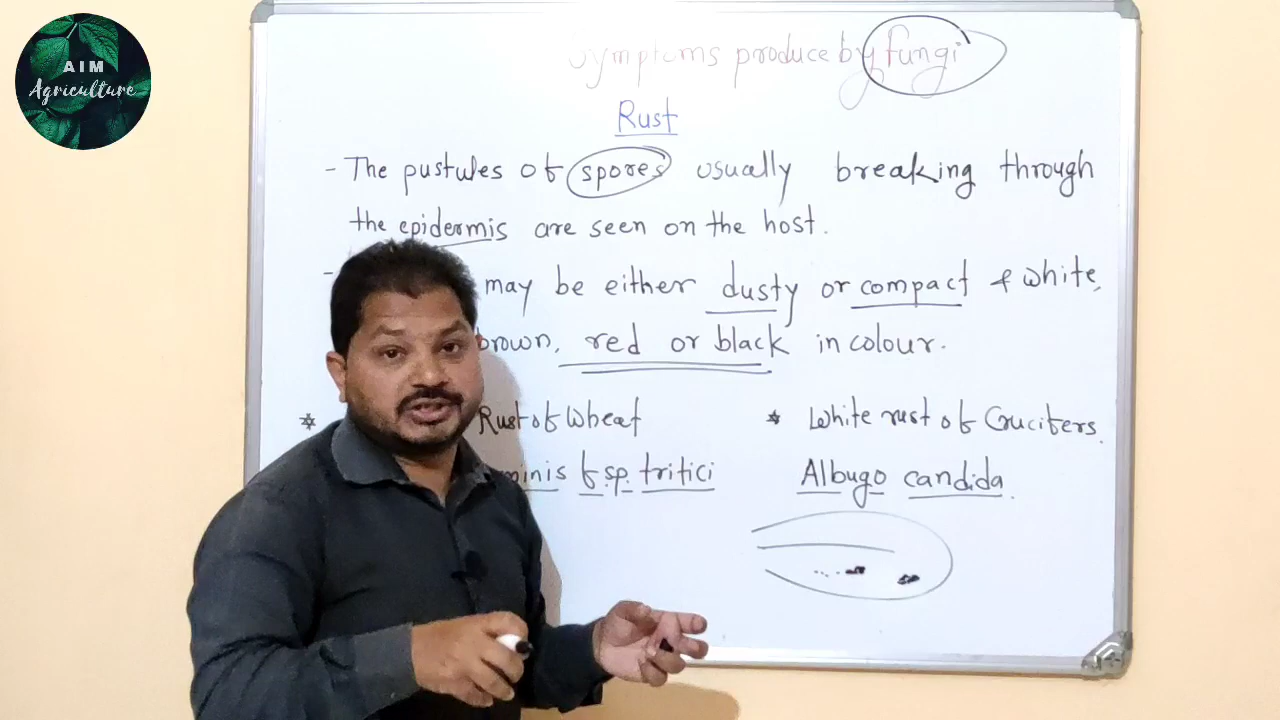 AIM
Agriculture
Symptoms produce by fungi
Rust
- The pustules of spores usually breaking through
the epidermis are seen on the host.
- may be either dusty or compact & white,
brown, red or black in colour.
* Rust of Wheat
f.sp. tritici
* White rust of Crucifers.
Albugo candida.